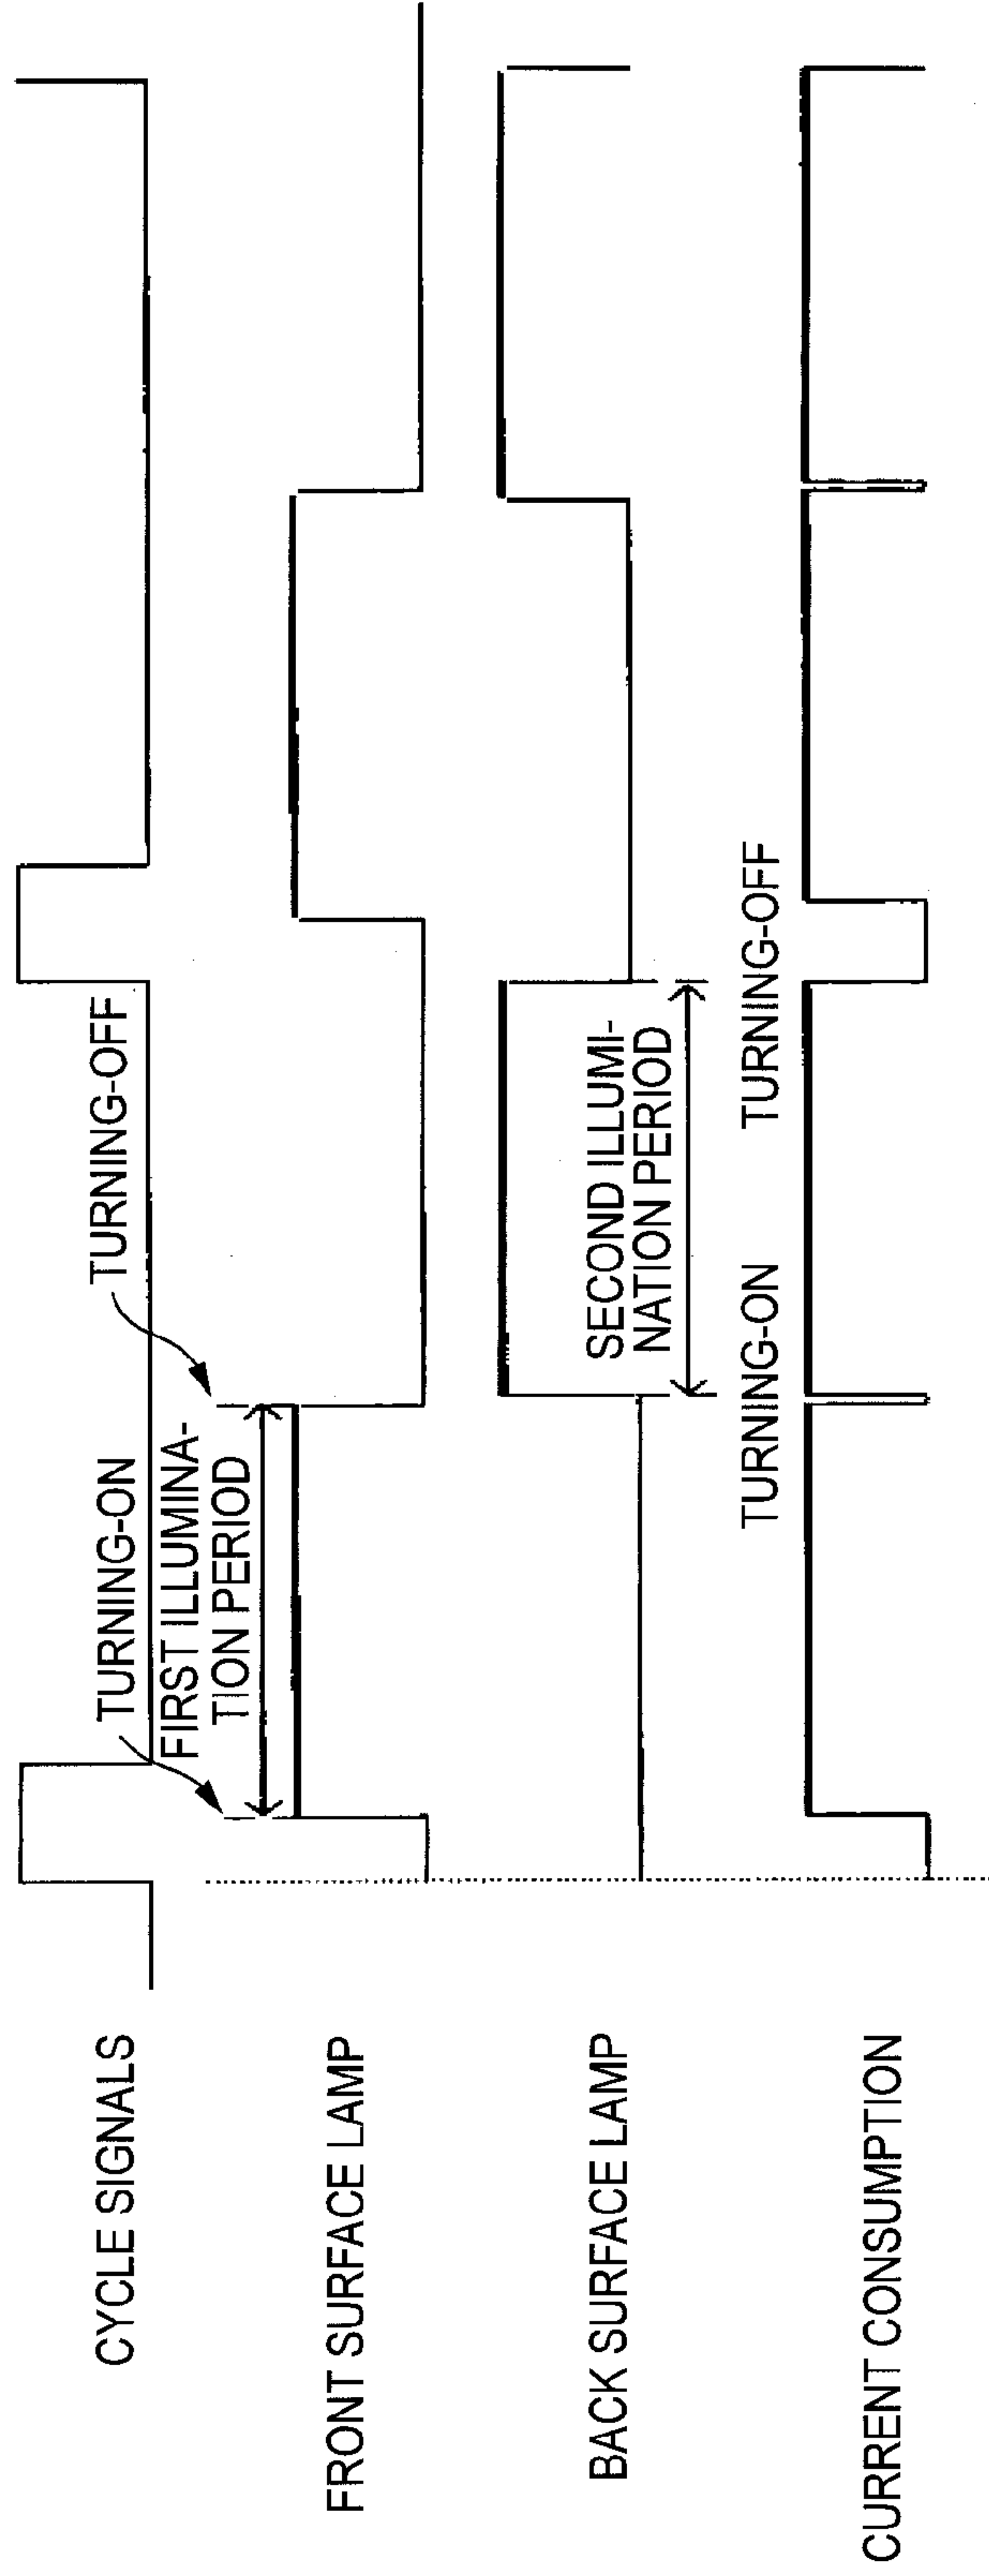 CYCLE SIGNALS
TURNING-ON
TURNING-OFF
FIRST ILLUMINA-
TION PERIOD
FRONT SURFACE LAMP
BACK SURFACE LAMP
SECOND ILLUMI-
NATION PERIOD
TURNING-ON
TURNING-OFF
CURRENT CONSUMPTION